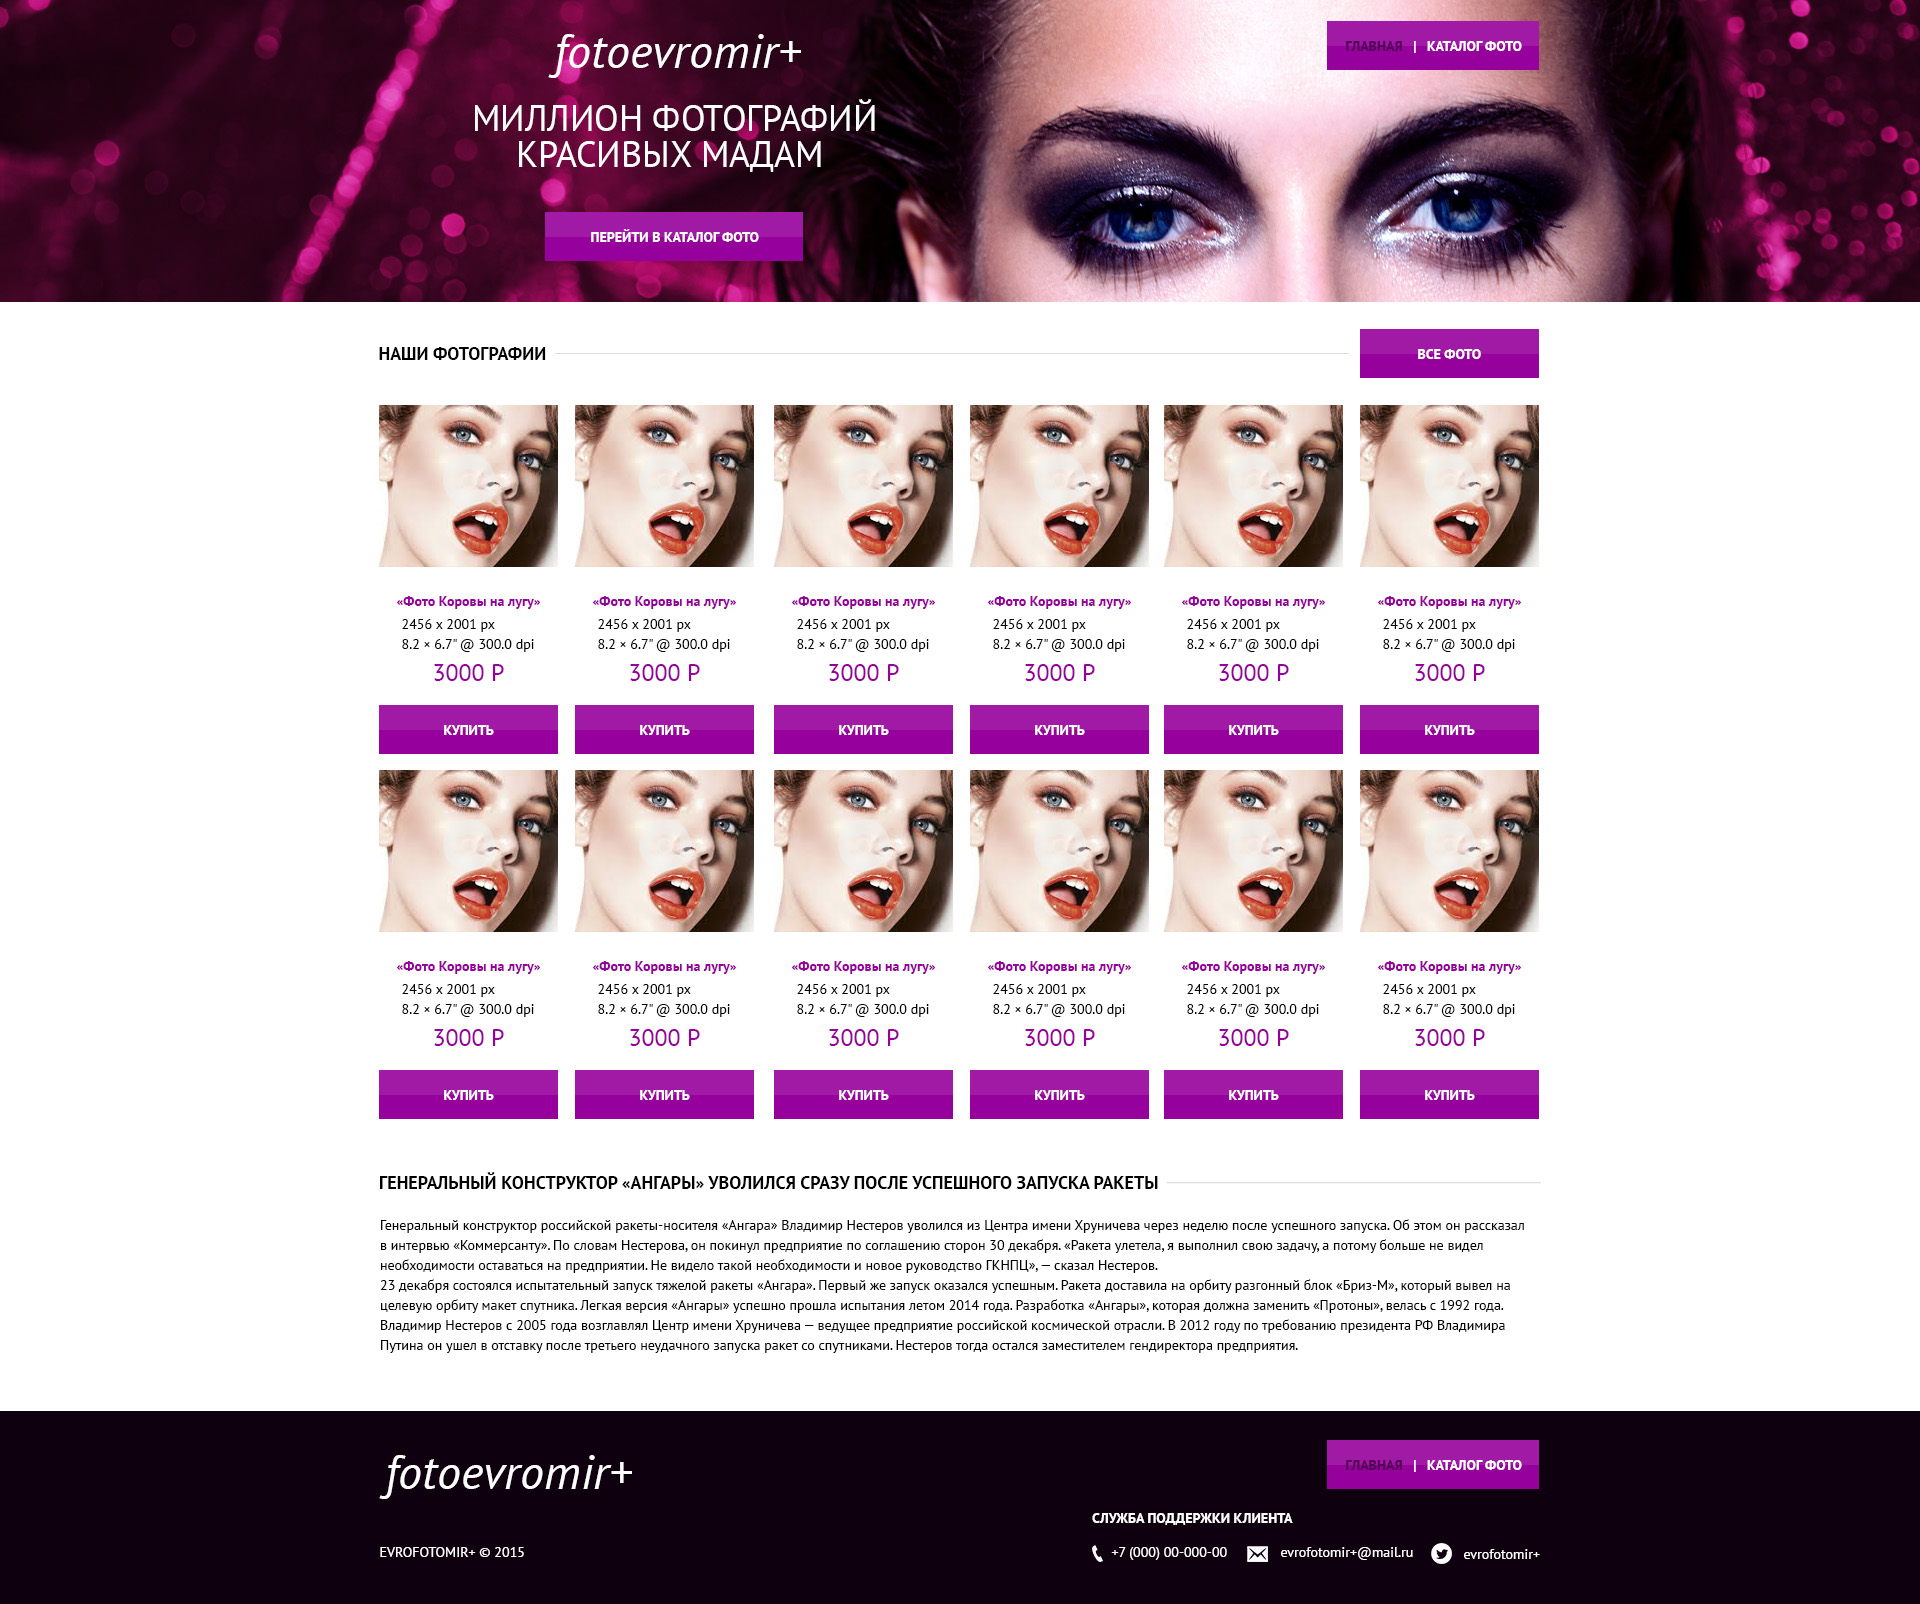 fotoevromir+
ГЛАВНАЯ | КАТАЛОГ ФОТО
МИЛЛИОН ФОТОГРАФИЙ
КРАСИВЫХ МАДАМ
ПЕРЕЙТИ В КАТАЛОГ ФОТО
НАШИ ФОТОГРАФИИ
ВСЕ ФОТО
«Фото Коровы на лугу» «Фото Коровы на лугу» «Фото Коровы на лугу» «Фото Коровы на лугу» «Фото Коровы на лугу» «Фото Коровы на лугу»
2456 x 2001 px 2456 x 2001 px 2456 x 2001 px 2456 x 2001 px 2456 x 2001 px 2456 x 2001 px
8.2 × 6.7" @ 300.0 dpi 8.2 × 6.7" @ 300.0 dpi 8.2 × 6.7" @ 300.0 dpi 8.2 × 6.7" @ 300.0 dpi 8.2 × 6.7" @ 300.0 dpi 8.2 × 6.7" @ 300.0 dpi
3000 Р 3000 Р 3000 Р 3000 Р 3000 Р 3000 Р
КУПИТЬ КУПИТЬ КУПИТЬ КУПИТЬ КУПИТЬ КУПИТЬ
«Фото Коровы на лугу» «Фото Коровы на лугу» «Фото Коровы на лугу» «Фото Коровы на лугу» «Фото Коровы на лугу» «Фото Коровы на лугу»
2456 x 2001 px 2456 x 2001 px 2456 x 2001 px 2456 x 2001 px 2456 x 2001 px 2456 x 2001 px
8.2 × 6.7" @ 300.0 dpi 8.2 × 6.7" @ 300.0 dpi 8.2 × 6.7" @ 300.0 dpi 8.2 × 6.7" @ 300.0 dpi 8.2 × 6.7" @ 300.0 dpi 8.2 × 6.7" @ 300.0 dpi
3000 Р 3000 Р 3000 Р 3000 Р 3000 Р 3000 Р
КУПИТЬ КУПИТЬ КУПИТЬ КУПИТЬ КУПИТЬ КУПИТЬ
ГЕНЕРАЛЬНЫЙ КОНСТРУКТОР «АНГАРЫ» УВОЛИЛСЯ СРАЗУ ПОСЛЕ УСПЕШНОГО ЗАПУСКА РАКЕТЫ
Генеральный конструктор российской ракеты-носителя «Ангара» Владимир Нестеров уволился из Центра имени Хруничева через неделю после успешного запуска. Об этом он рассказал
в интервью «Коммерсанту». По словам Нестерова, он покинул предприятие по соглашению сторон 30 декабря. «Ракета улетела, я выполнил свою задачу, а потому больше не видел
необходимости оставаться на предприятии. Не видело такой необходимости и новое руководство ГКНПЦ», — сказал Нестеров.
23 декабря состоялся испытательный запуск тяжелой ракеты «Ангара». Первый же запуск оказался успешным. Ракета доставила на орбиту разгонный блок «Бриз-М», который вывел на
целевую орбиту макет спутника. Легкая версия «Ангары» успешно прошла испытания летом 2014 года. Разработка «Ангары», которая должна заменить «Протоны», велась с 1992 года.
Владимир Нестеров с 2005 года возглавлял Центр имени Хруничева — ведущее предприятие российской космической отрасли. В 2012 году по требованию президента РФ Владимира
Путина он ушел в отставку после третьего неудачного запуска ракет со спутниками. Нестеров тогда остался заместителем гендиректора предприятия.
fotoevromir+
ГЛАВНАЯ | КАТАЛОГ ФОТО
СЛУЖБА ПОДДЕРЖКИ КЛИЕНТА
EVROFOTOMIR+ © 2015
+7 (000) 00-000-00 evrofotomir+@mail.ru evrofotomir+